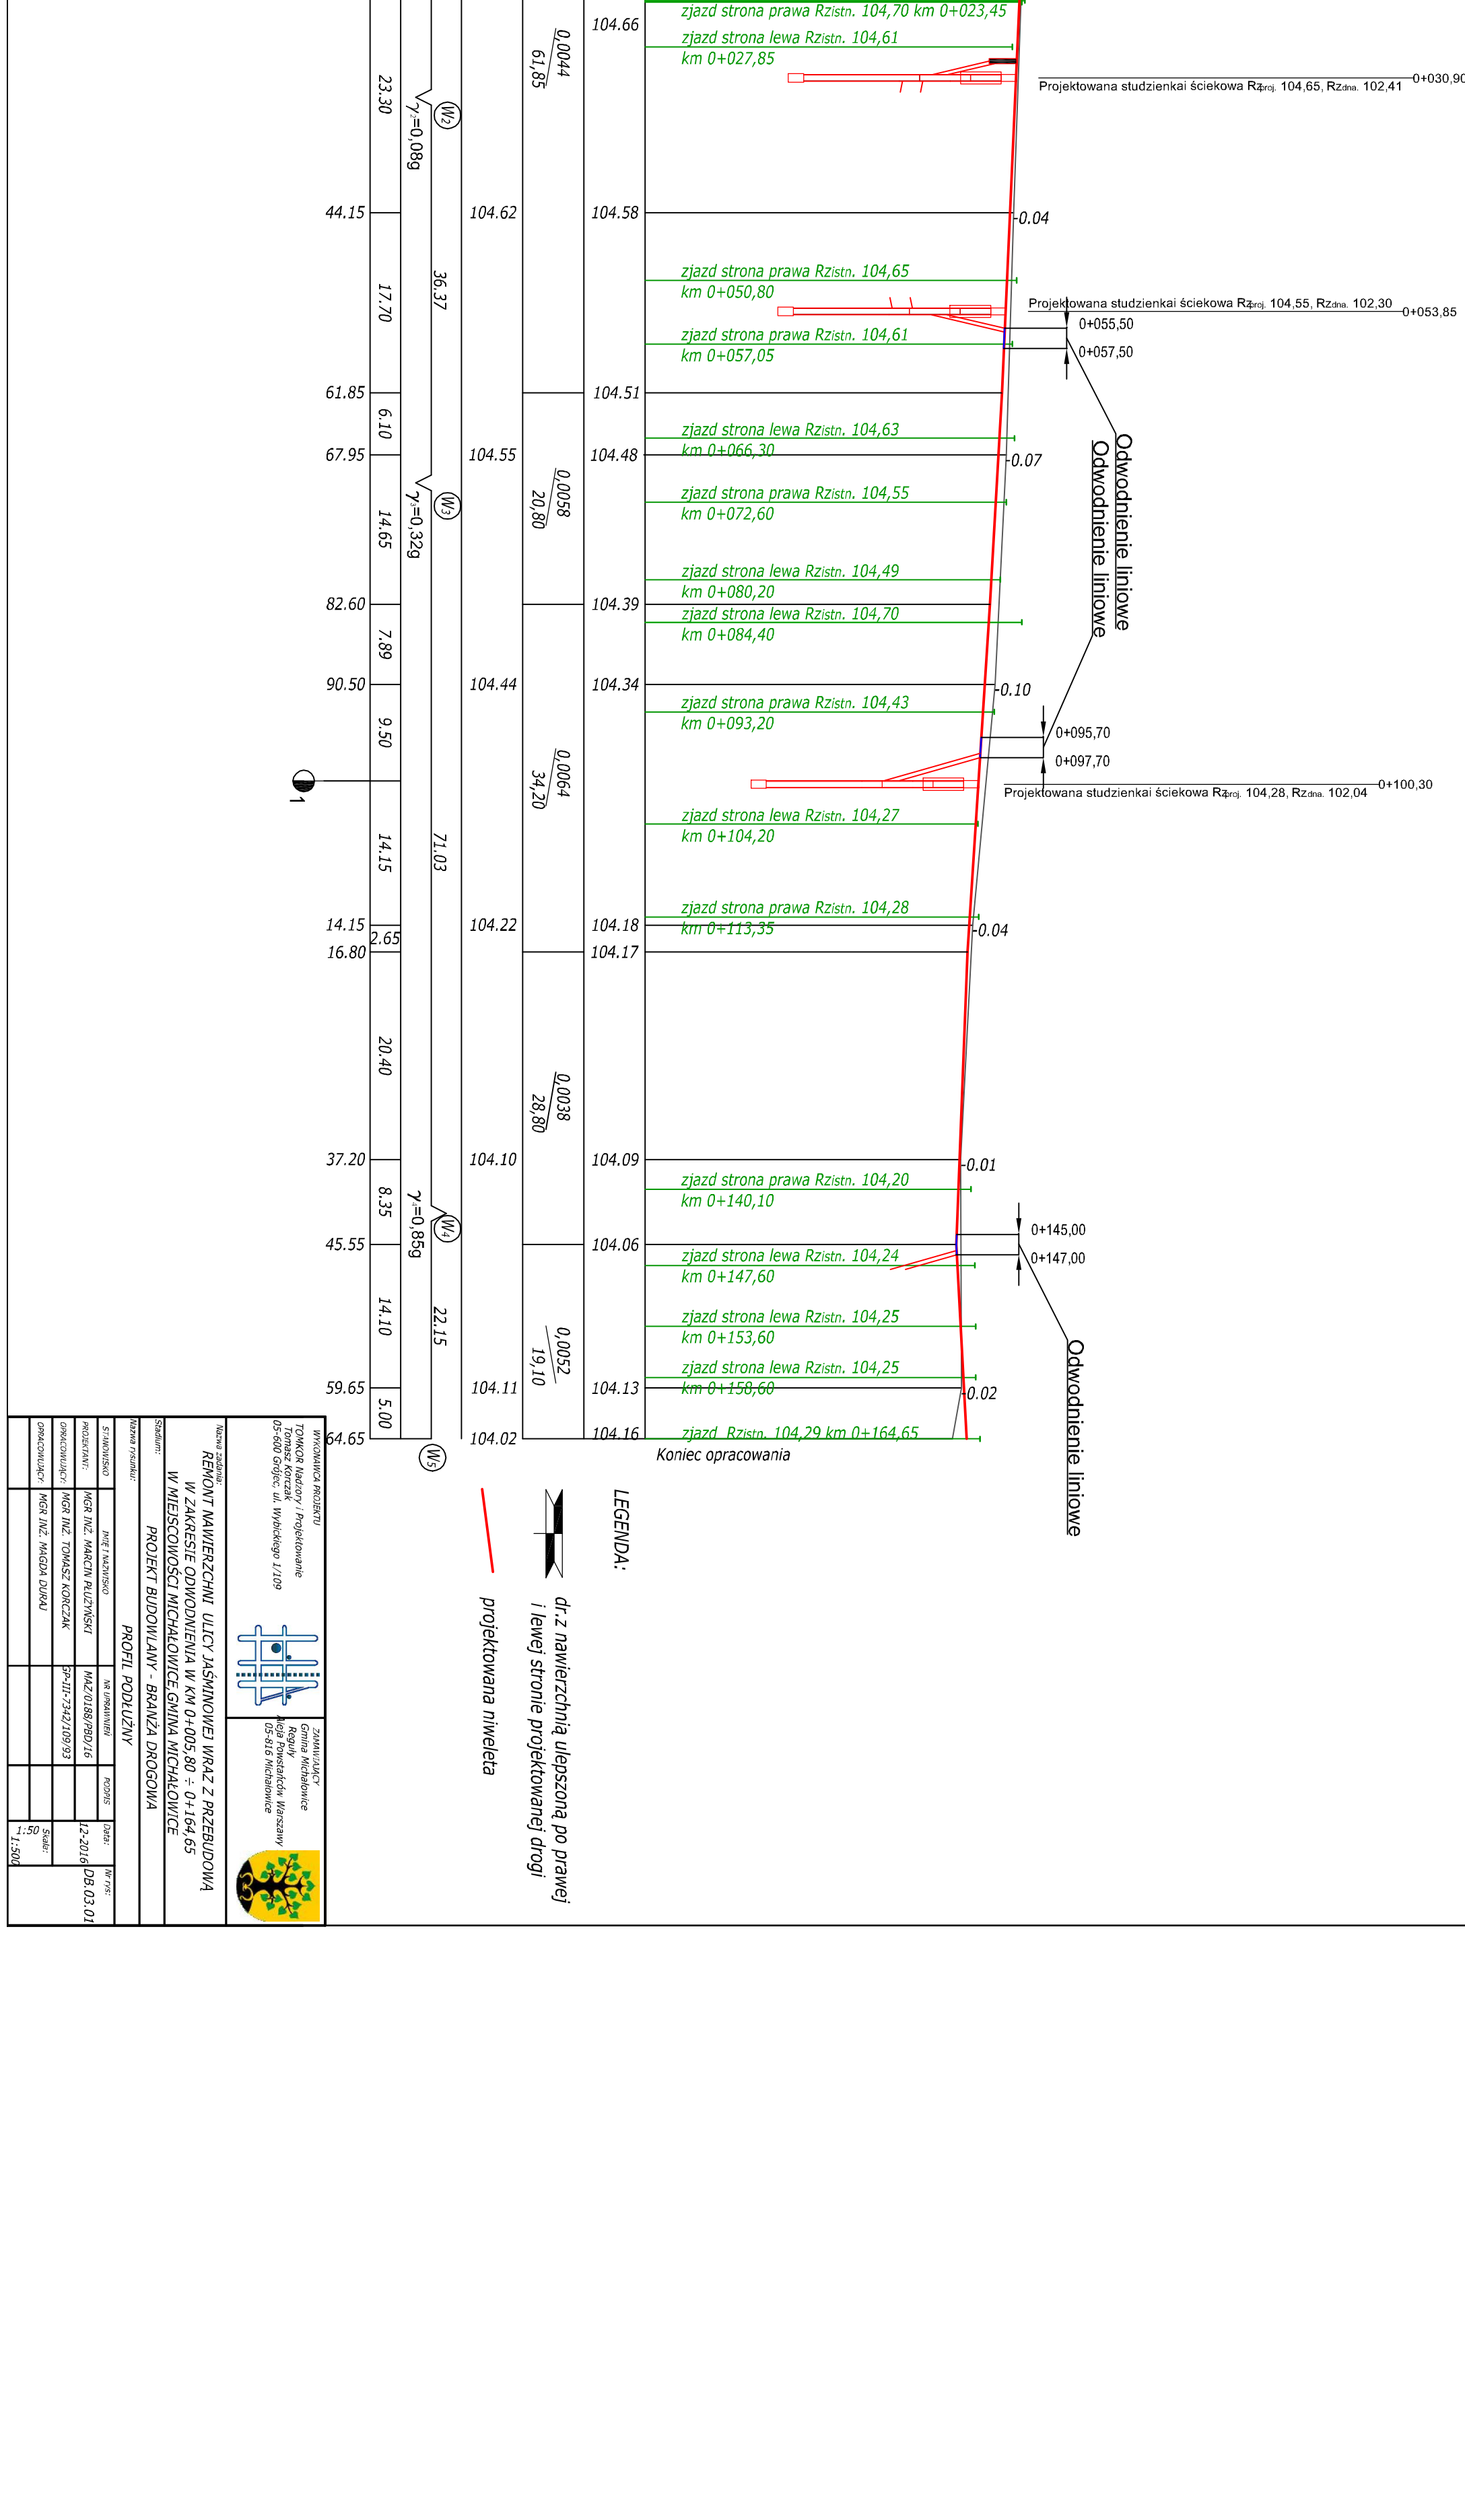 zjazd strona prawa Rzistn. 104,70 km 0+023,45
zjazd strona lewa Rzistn. 104,61
km 0+027,85
0+030,90
Projektowana studzienkai ściekowa Rzproj. 104,65, Rzdna. 102,41
zjazd strona prawa Rzistn. 104,65
km 0+050,80
Projektowana studzienkai ściekowa Rzproj. 104,55, Rzdna. 102,30
0+053,85
0+055,50
0+057,50
zjazd strona prawa Rzistn. 104,61
km 0+057,05
zjazd strona lewa Rzistn. 104,63
km 0+066,30
zjazd strona prawa Rzistn. 104,55
km 0+072,60
zjazd strona lewa Rzistn. 104,49
km 0+080,20
zjazd strona lewa Rzistn. 104,70
km 0+084,40
zjazd strona prawa Rzistn. 104,43
km 0+093,20
0+095,70
0+097,70
0+100,30
Projektowana studzienkai ściekowa Rzproj. 104,28, Rzdna. 102,04
zjazd strona lewa Rzistn. 104,27
km 0+104,20
zjazd strona prawa Rzistn. 104,28
km 0+113,35
zjazd strona prawa Rzistn. 104,20
km 0+140,10
0+145,00
0+147,00
zjazd strona lewa Rzistn. 104,24
km 0+147,60
zjazd strona lewa Rzistn. 104,25
km 0+153,60
zjazd strona lewa Rzistn. 104,25
km 0+158,60
zjazd Rzistn. 104,29 km 0+164,65
Koniec opracowania
Odwodnienie liniowe
Odwodnienie liniowe
Odwodnienie liniowe
-0.04
-0.07
-0.10
-0.04
-0.01
-0.02
104.66
104.58
104.51
104.48
104.39
104.34
104.18
104.17
104.09
104.06
104.13
104.16
0,0044
61,85
0,0058
20,80
0,0064
34,20
0,0038
28,80
0,0052
19,10
104.62
104.55
104.44
104.22
104.10
104.11
104.02
W2
γ2=0,08g
36.37
W3
γ3=0,32g
71.03
W4
γ4=0,85g
22.15
W5
23.30
17.70
6.10
14.65
7.89
9.50
14.15
2.65
20.40
8.35
14.10
5.00
44.15
61.85
67.95
82.60
90.50
1
14.15
16.80
37.20
45.55
59.65
64.65
LEGENDA:
dr.z nawierzchnią ulepszoną po prawej
i lewej stronie projektowanej drogi
projektowana niweleta
WYKONAWCA PROJEKTU
TOMKOR Nadzory i Projektowanie
Tomasz Korczak
05-600 Grójec, ul. Wybickiego 1/109
ZAMAWIAJĄCY
Gmina Michałowice
Reguły
Aleja Powstańców Warszawy
05-816 Michałowice
Nazwa zadania:
REMONT NAWIERZCHNI ULICY JAŚMINOWEJ WRAZ Z PRZEBUDOWĄ
W ZAKRESIE ODWODNIENIA W KM 0+005,80 ÷ 0+164,65
W MIEJSCOWOŚCI MICHAŁOWICE,GMINA MICHAŁOWICE
Stadium:
PROJEKT BUDOWLANY - BRANŻA DROGOWA
Nazwa rysunku:
PROFIL PODŁUŻNY
STANOWISKO IMIĘ I NAZWISKO NR UPRAWNIEŃ PODPIS Data: Nr rys:
PROJEKTANT: MGR INŻ. MARCIN PŁUŻYŃSKI MAZ/0188/PBD/16 12-2016 DB.03.01
OPRACOWUJĄCY: MGR INŻ. TOMASZ KORCZAK GP-III-7342/109/93
OPRACOWUJĄCY: MGR INŻ. MAGDA DURAJ Skala:
1:50
1:500